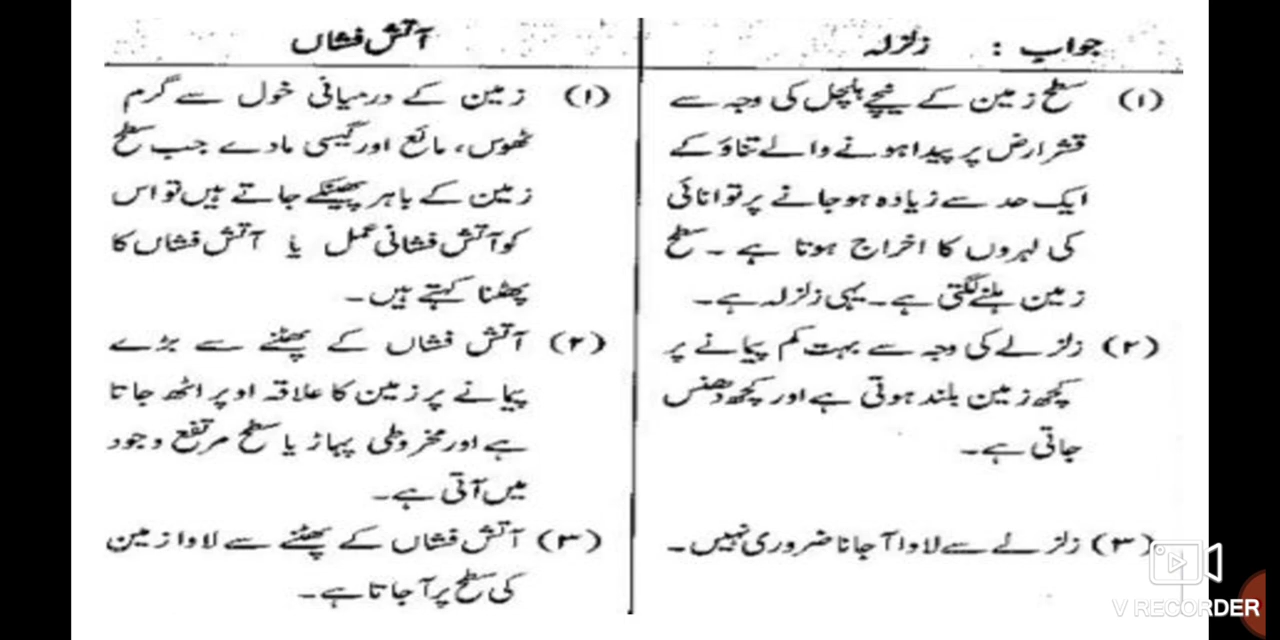 جواب : زلزلہ
(۱) سطح زمین کے نیچے ہلچل کی وجہ سے
قشر ارض پر پیدا ہونے والے تناؤ کے
ایک حد سے زیادہ ہو جانے پر توانائی
کی لہروں کا اخراج ہوتا ہے ۔ سطح
زمین ہلنے لگتی ہے۔ یہی زلزلہ ہے۔
(۲) زلزلے کی وجہ سے بہت کم پیمانے پر
کچھ زمین بلند ہوتی ہے اور کچھ دھنس
جاتی ہے۔
(۳) زلزلے سے لاوا آ جانا ضروری نہیں۔
آتش فشاں
(۱) زمین کے درمیانی خول سے گرم
ٹھوس، مائع اور گیسی مادے جب سطح
زمین کے باہر پھینکے جاتے ہیں تو اس
کو آتش فشانی عمل یا آتش فشاں کا
پھٹنا کہتے ہیں۔
(۲) آتش فشاں کے پھٹنے سے بڑے
پیمانے پر زمین کا علاقہ اوپر اٹھ جاتا
ہے اور مخروطی پہاڑ یا سطح مرتفع وجود
میں آتی ہے۔
(۳) آتش فشاں کے پھٹنے سے لاوا زمین
کی سطح پر آ جاتا ہے۔
V RECORDER